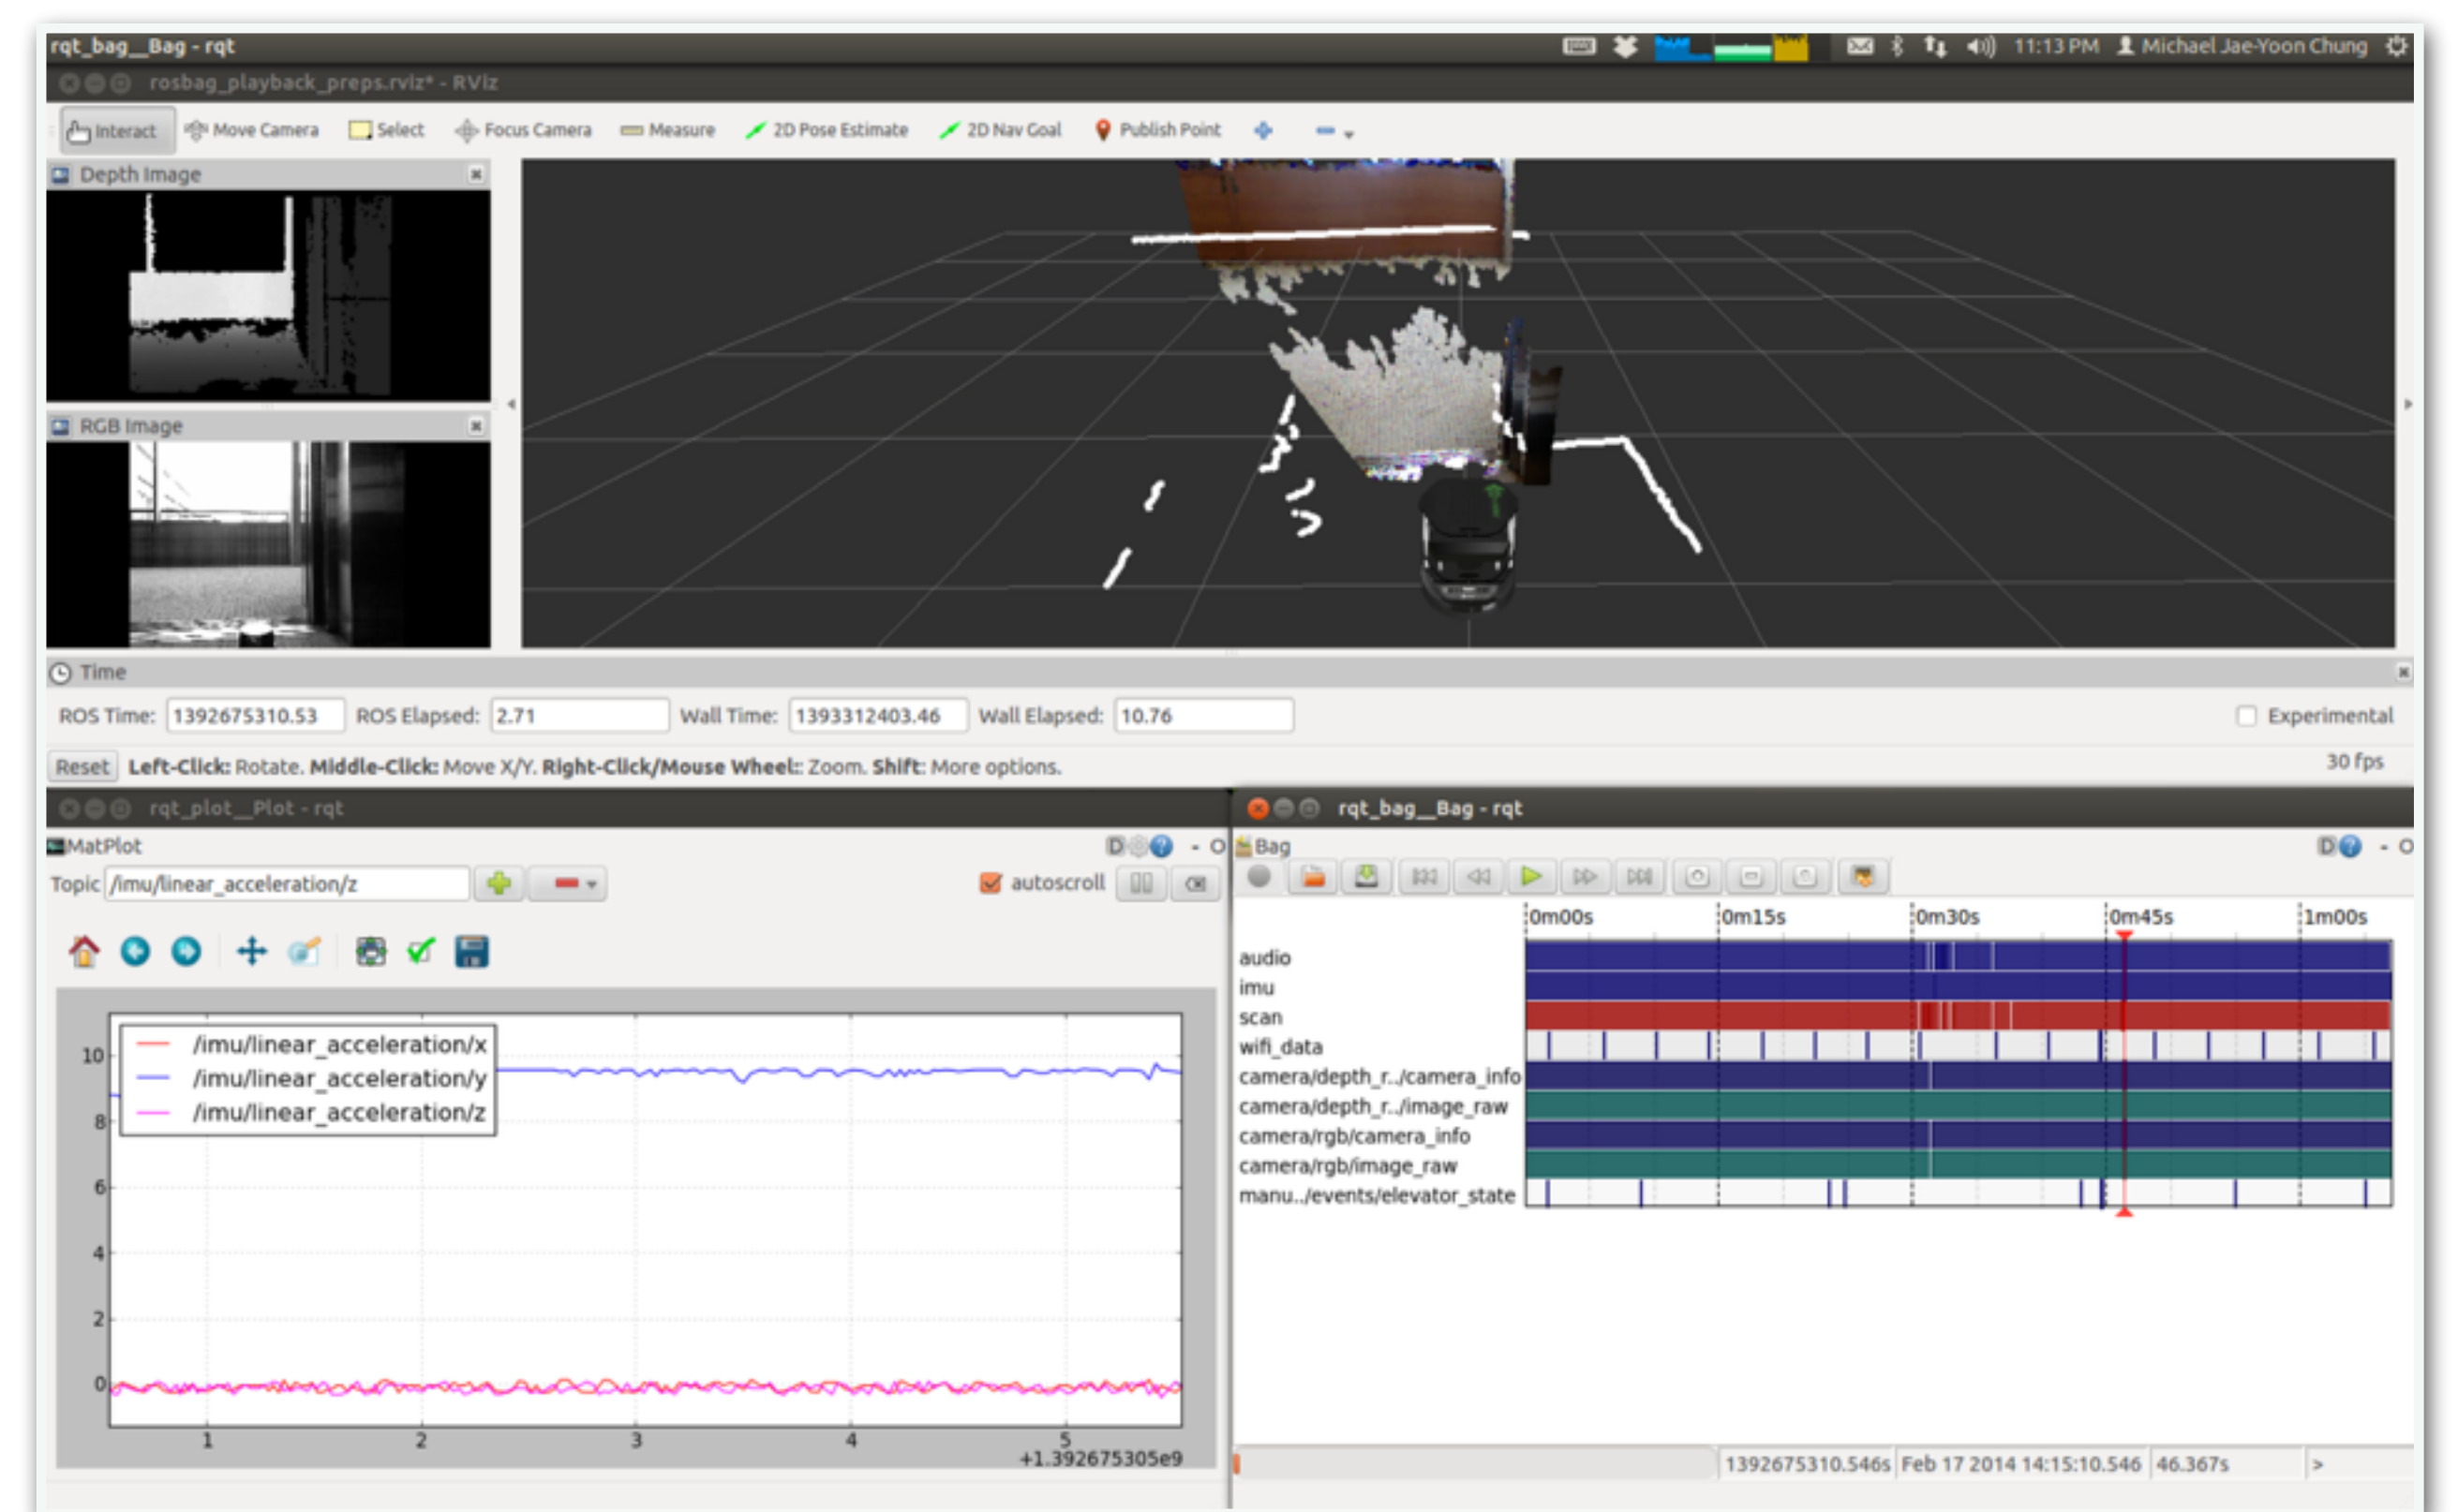 rqt_bag__Bag - rqt
11:13 PM Michael Jae-Yoon Chung
rosbag_playback_preps.rviz* - RViz
Interact Move Camera Select Focus Camera Measure 2D Pose Estimate 2D Nav Goal Publish Point
Depth Image
RGB Image
Time
ROS Time: 1392675310.53 ROS Elapsed: 2.71 Wall Time: 1393312403.46 Wall Elapsed: 10.76 Experimental
Reset Left-Click: Rotate. Middle-Click: Move X/Y. Right-Click/Mouse Wheel:: Zoom. Shift: More options. 30 fps
rqt_plot__Plot - rqt
MatPlot D - O
Topic /imu/linear_acceleration/z autoscroll
/imu/linear_acceleration/x
/imu/linear_acceleration/y
/imu/linear_acceleration/z
10
8
6
4
2
0
1 2 3 4 5
+1.392675305e9
rqt_bag__Bag - rqt
Bag D - O
0m00s 0m15s 0m30s 0m45s 1m00s
audio
imu
scan
wifi_data
camera/depth_r../camera_info
camera/depth_r../image_raw
camera/rgb/camera_info
camera/rgb/image_raw
manu../events/elevator_state
1392675310.546s Feb 17 2014 14:15:10.546 46.367s >